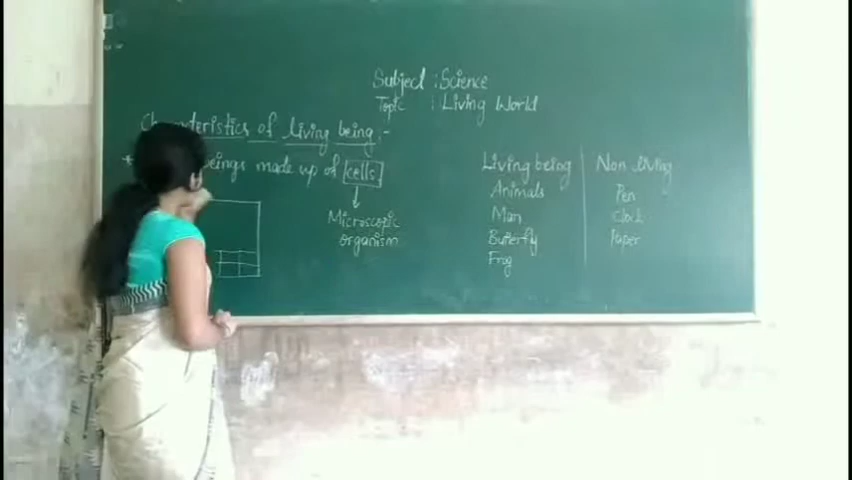 Subject : Science
Topic : Living World
Characteristics of living being :-
* beings made up of cells
Microscopic
organism
Living being
Animals
Man
Buterfly
Frog
Non living
Pen
Clock
Paper